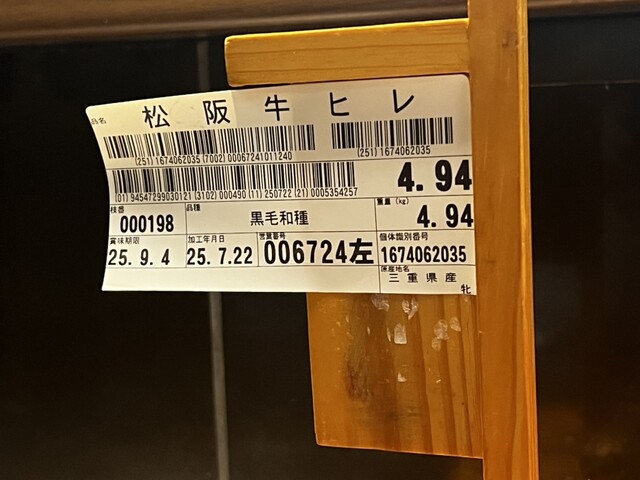 品名 松阪牛ヒレ
(251) 1674062035(7002) 00067241011240
(251) 1674062035
(01) 94547299030121(3102) 000490(11) 250722(21) 0005354257
4.94
枝番 000198
品種 黒毛和種
重量(kg) 4.94
賞味期限 25. 9. 4
加工年月日 25. 7.22
営業番号 006724左
個体識別番号 1674062035
原産地名 三重県産
牝